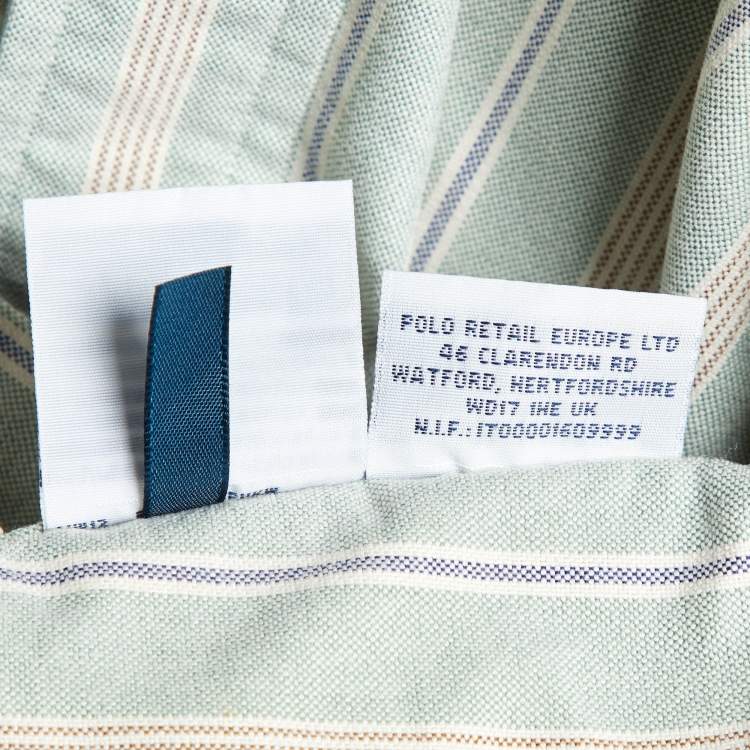 POLO RETAIL EUROPE LTD
46 CLARENDON RD
WATFORD, HERTFORDSHIRE
WD17 1HE UK
N.I.F.: IT00001609999